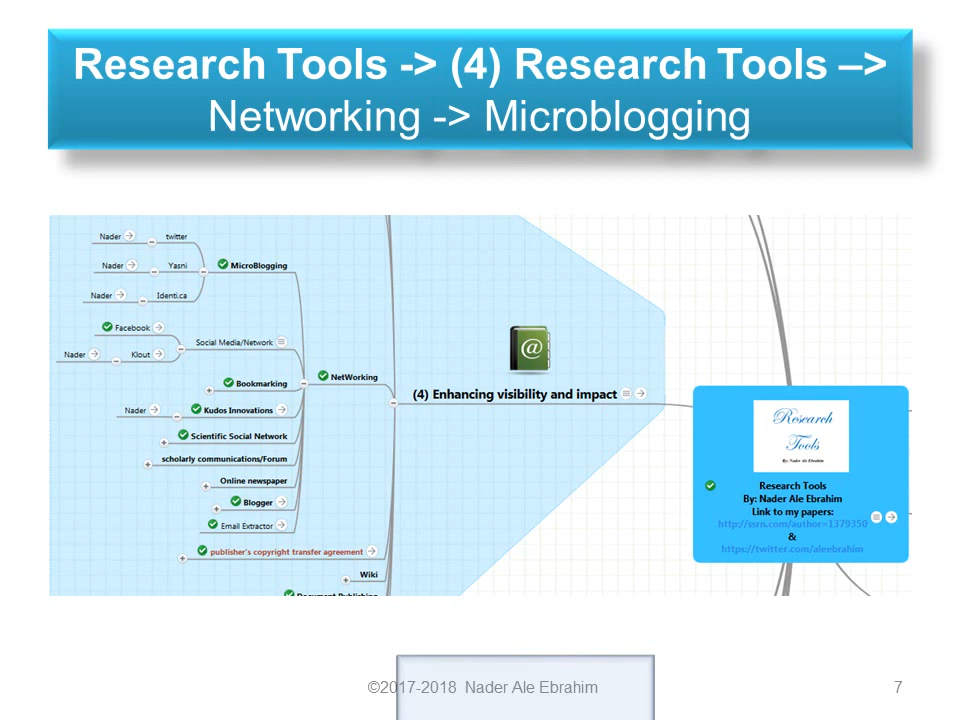 Research Tools -> (4) Research Tools –>
Networking -> Microblogging
Nader
twitter
Nader
Yasni
MicroBlogging
Nader
Identi.ca
Facebook
Social Media/Network
Nader
Klout
NetWorking
Bookmarking
(4) Enhancing visibility and impact
Nader
Kudos Innovations
Scientific Social Network
scholarly communications/Forum
Online newspaper
Blogger
Email Extractor
publisher's copyright transfer agreement
Wiki
Document Publishing
Research
Tools
By: Nader Ale Ebrahim
Research Tools
By: Nader Ale Ebrahim
Link to my papers:
http://ssrn.com/author=1379350
&
https://twitter.com/aleebrahim
©2017-2018 Nader Ale Ebrahim
7